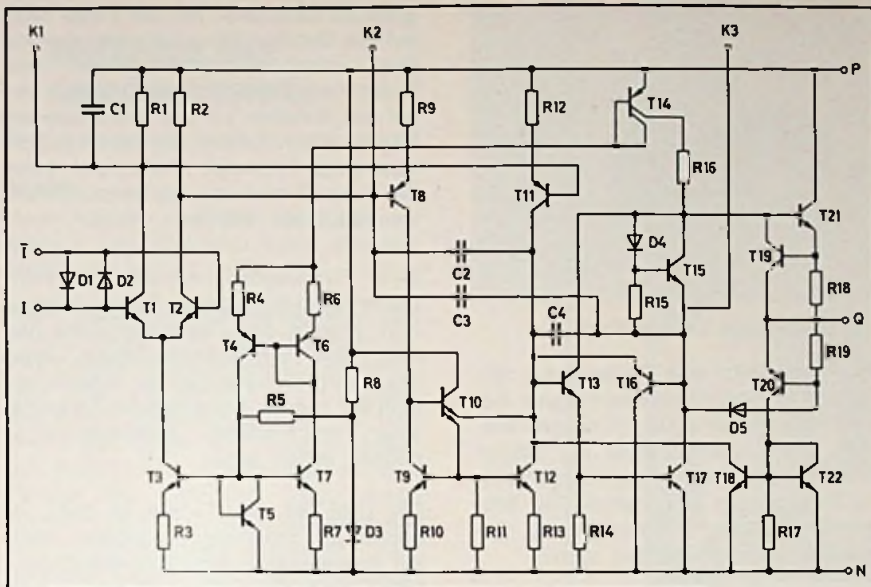 K1 K2 K3
P
C1 R1 R2 R9 R12 T14
R16
T8 T11
T21
Ī
D4 T19
C2
D1 D2 T1 T2 T15 R18
R4 R6
C3 R15
I
Q
C4
T4 T6 R8 T13 T16 T20 R19
R5 T10 D5
T3 T7 T9 T12 T17 T18 T22
T5
R3 R7 D3 R10 R11 R13 R14 R17
N